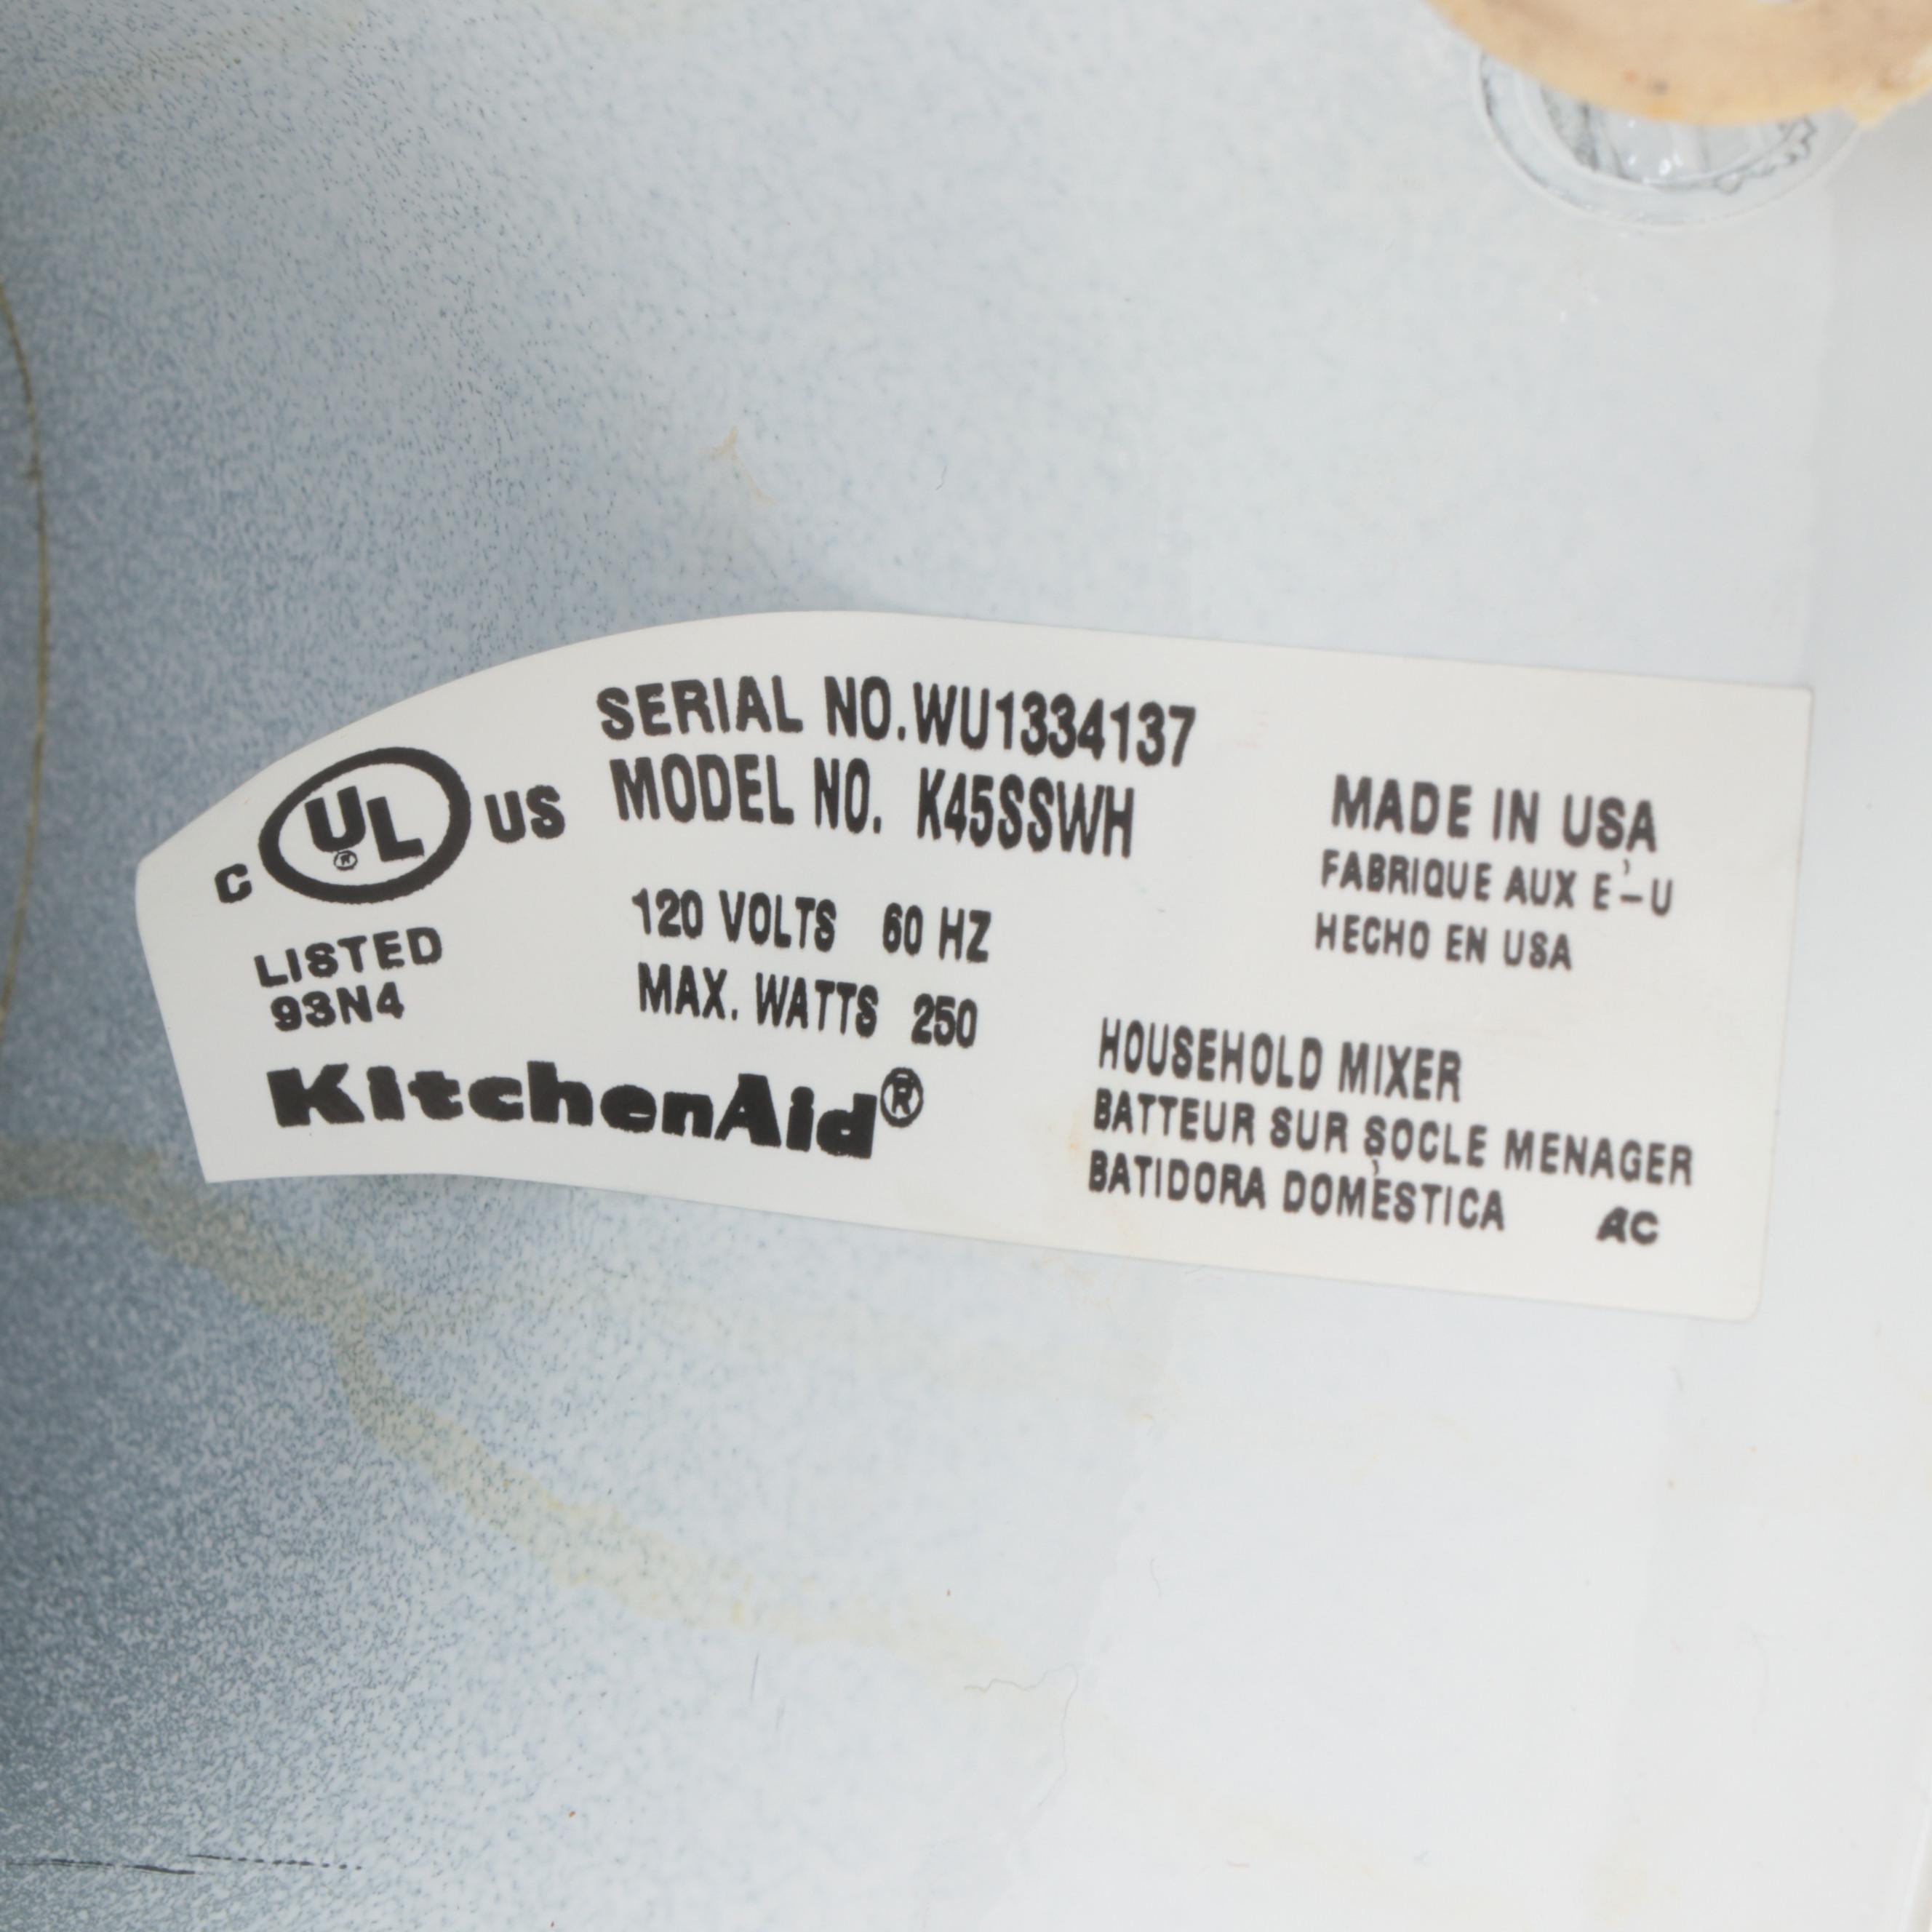 SERIAL NO. WU1334137
MODEL NO. K45SSWH
C UL® US
LISTED
93N4
120 VOLTS 60 HZ
MAX. WATTS 250
KitchenAid®
MADE IN USA
FABRIQUE AUX É-U
HECHO EN USA
HOUSEHOLD MIXER
BATTEUR SUR SOCLE MENAGER
BATIDORA DOMÈSTICA AC